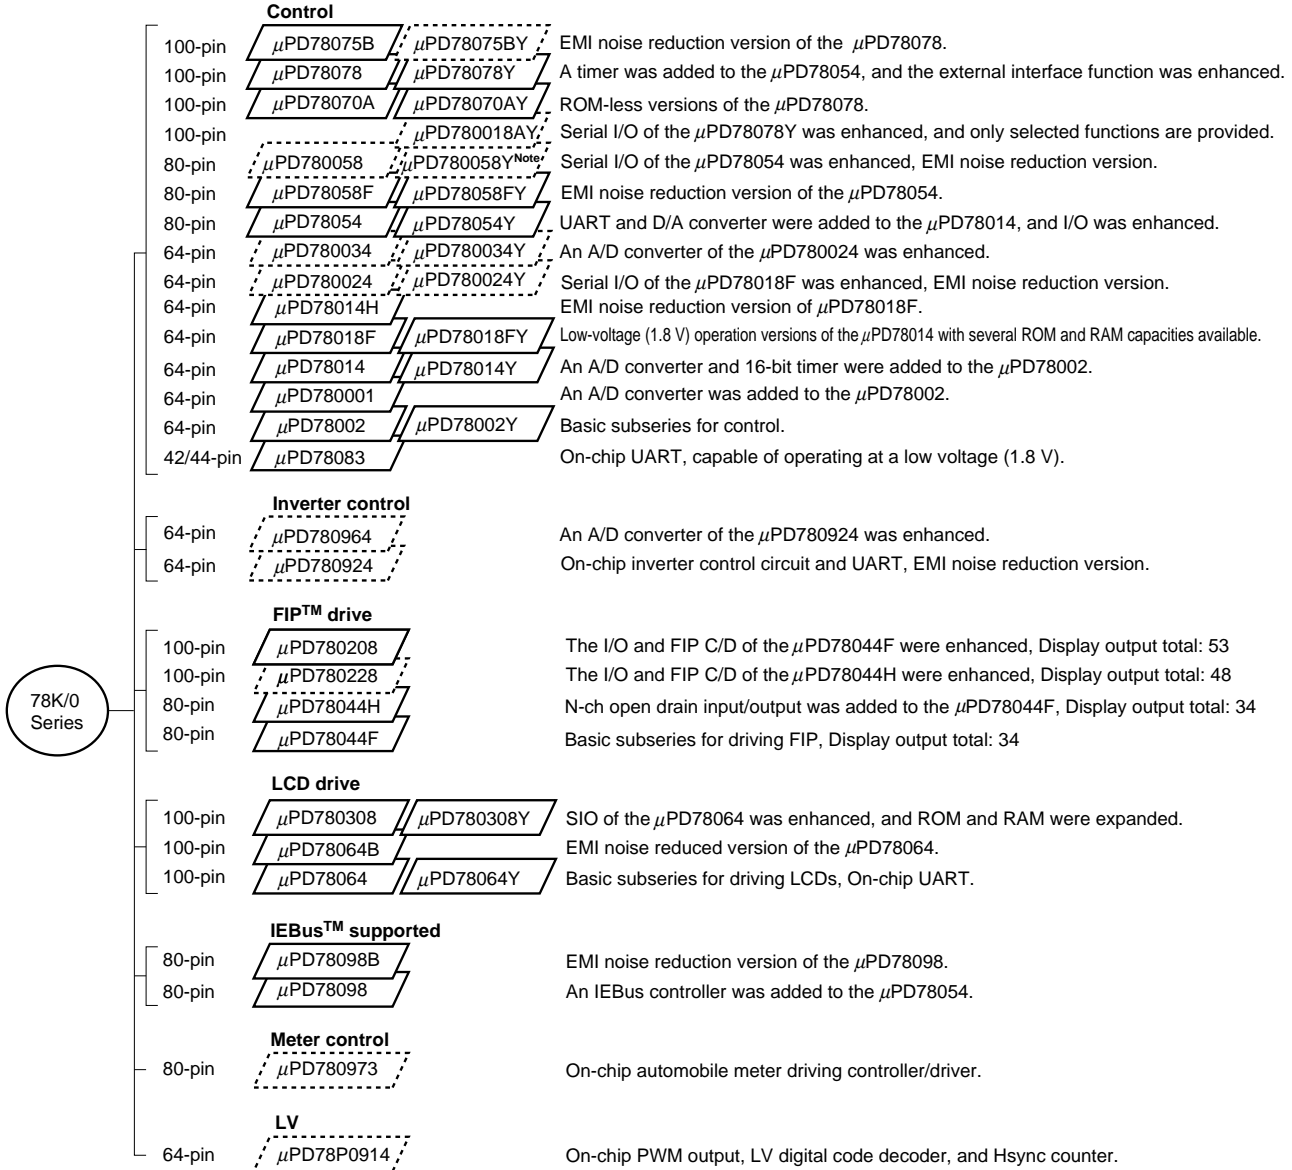 Control
100-pin μPD78075B μPD78075BY EMI noise reduction version of the μPD78078.
100-pin μPD78078 μPD78078Y A timer was added to the μPD78054, and the external interface function was enhanced.
100-pin μPD78070A μPD78070AY ROM-less versions of the μPD78078.
100-pin μPD780018AY Serial I/O of the μPD78078Y was enhanced, and only selected functions are provided.
80-pin μPD780058 μPD780058YNote Serial I/O of the μPD78054 was enhanced, EMI noise reduction version.
80-pin μPD78058F μPD78058FY EMI noise reduction version of the μPD78054.
80-pin μPD78054 μPD78054Y UART and D/A converter were added to the μPD78014, and I/O was enhanced.
64-pin μPD780034 μPD780034Y An A/D converter of the μPD780024 was enhanced.
64-pin μPD780024 μPD780024Y Serial I/O of the μPD78018F was enhanced, EMI noise reduction version.
64-pin μPD78014H EMI noise reduction version of μPD78018F.
64-pin μPD78018F μPD78018FY Low-voltage (1.8 V) operation versions of the μPD78014 with several ROM and RAM capacities available.
64-pin μPD78014 μPD78014Y An A/D converter and 16-bit timer were added to the μPD78002.
64-pin μPD780001 An A/D converter was added to the μPD78002.
64-pin μPD78002 μPD78002Y Basic subseries for control.
42/44-pin μPD78083 On-chip UART, capable of operating at a low voltage (1.8 V).
Inverter control
64-pin μPD780964 An A/D converter of the μPD780924 was enhanced.
64-pin μPD780924 On-chip inverter control circuit and UART, EMI noise reduction version.
FIP™ drive
100-pin μPD780208 The I/O and FIP C/D of the μPD78044F were enhanced, Display output total: 53
100-pin μPD780228 The I/O and FIP C/D of the μPD78044H were enhanced, Display output total: 48
80-pin μPD78044H N-ch open drain input/output was added to the μPD78044F, Display output total: 34
80-pin μPD78044F Basic subseries for driving FIP, Display output total: 34
78K/0
Series
LCD drive
100-pin μPD780308 μPD780308Y SIO of the μPD78064 was enhanced, and ROM and RAM were expanded.
100-pin μPD78064B EMI noise reduced version of the μPD78064.
100-pin μPD78064 μPD78064Y Basic subseries for driving LCDs, On-chip UART.
IEBus™ supported
80-pin μPD78098B EMI noise reduction version of the μPD78098.
80-pin μPD78098 An IEBus controller was added to the μPD78054.
Meter control
80-pin μPD780973 On-chip automobile meter driving controller/driver.
LV
64-pin μPD78P0914 On-chip PWM output, LV digital code decoder, and Hsync counter.